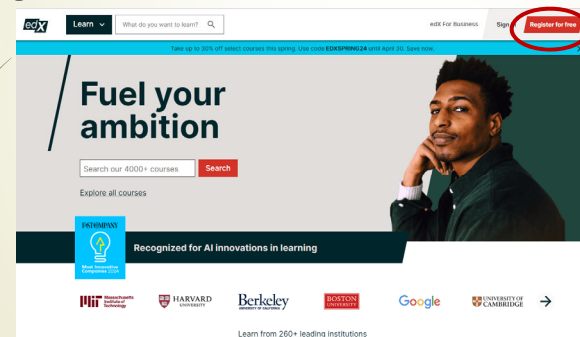 edX
Learn
What do you want to learn?
edX For Business
Sign
Register for free
Take up to 30% off select courses this spring. Use code EDXSPRING24 until April 30. Save now.
Fuel your
ambition
Search our 4000+ courses
Search
Explore all courses
FAST COMPANY
Most Innovative
Companies 2024
Recognized for AI innovations in learning
Massachusetts
Institute of
Technology
HARVARD
UNIVERSITY
Berkeley
UNIVERSITY OF CALIFORNIA
BOSTON
UNIVERSITY
Google
UNIVERSITY OF
CAMBRIDGE
Learn from 260+ leading institutions